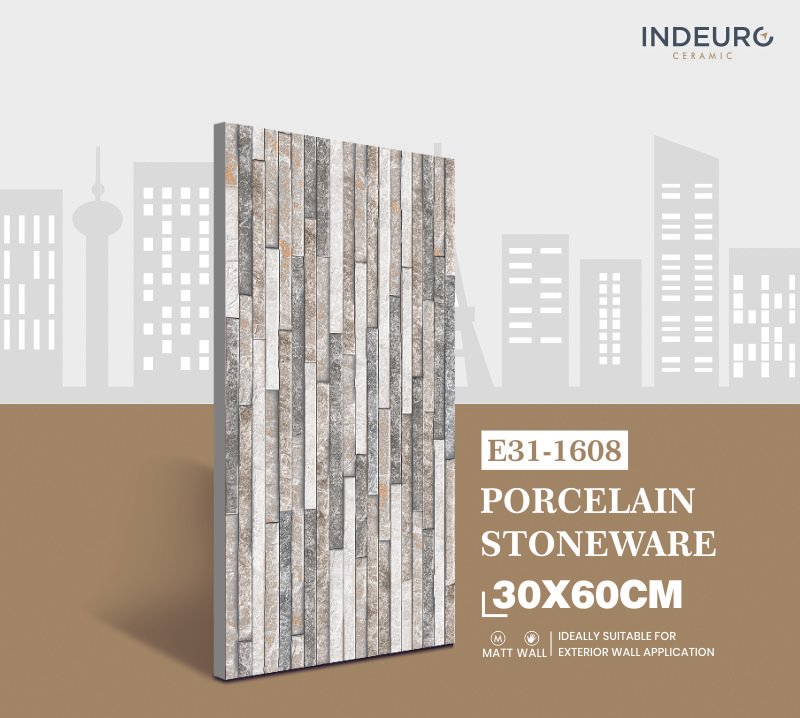 INDEURO
CERAMIC
E31-1608
PORCELAIN
STONEWARE
30X60CM
M
MATT WALL
IDEALLY SUITABLE FOR
EXTERIOR WALL APPLICATION